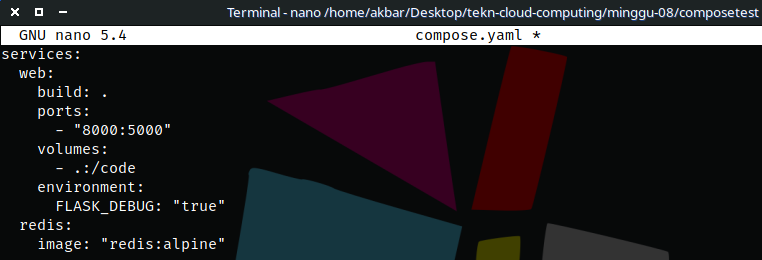 Terminal - nano /home/akbar/Desktop/tekn-cloud-computing/minggu-08/composetest
GNU nano 5.4 compose.yaml *
services:
  web:
    build: .
    ports:
      - "8000:5000"
    volumes:
      - .:/code
    environment:
      FLASK_DEBUG: "true"
  redis:
    image: "redis:alpine"